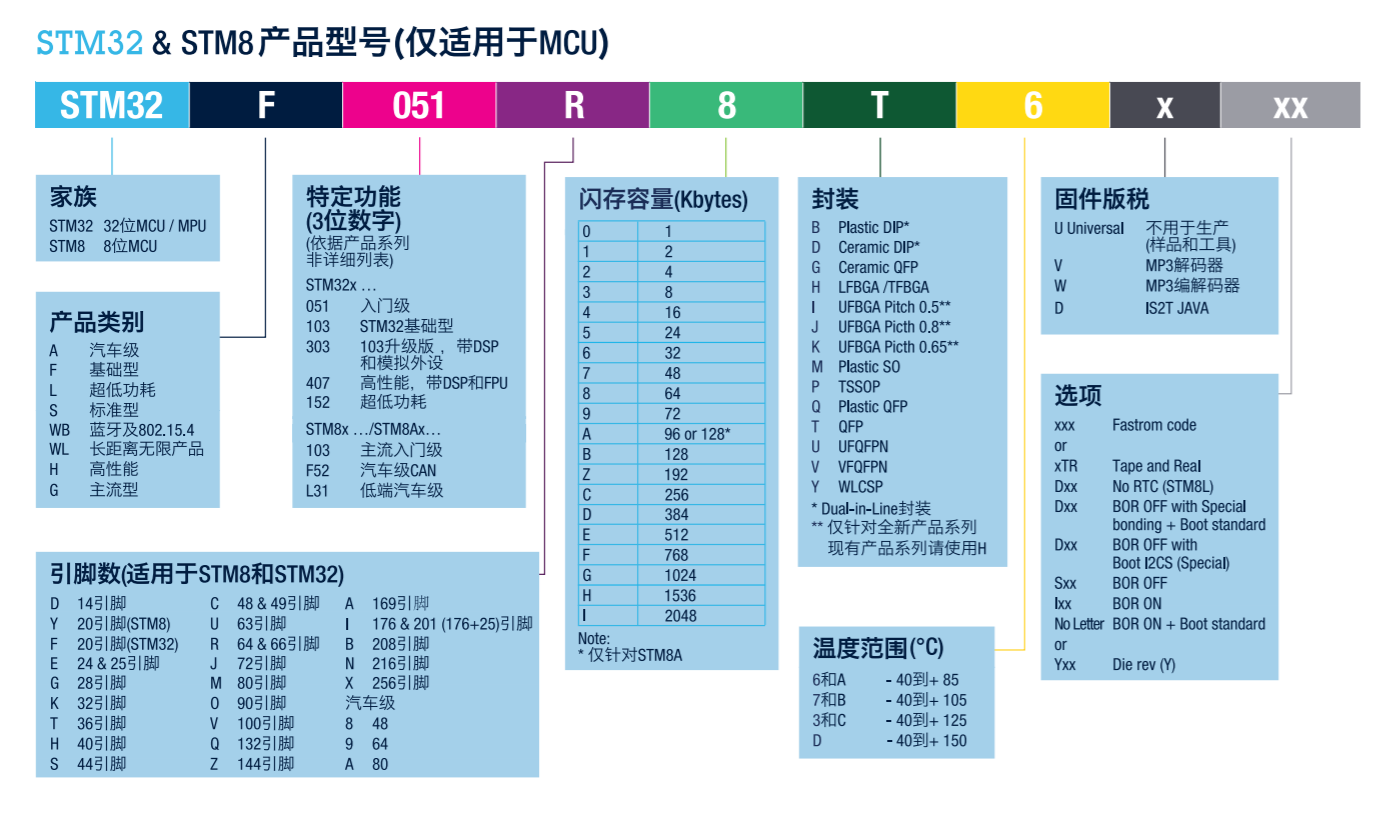 STM32 & STM8产品型号(仅适用于MCU)
STM32 F 051 R 8 T 6 x xx
家族
STM32 32位MCU / MPU
STM8 8位MCU
产品类别
A 汽车级
F 基础型
L 超低功耗
S 标准型
WB 蓝牙及802.15.4
WL 长距离无限产品
H 高性能
G 主流型
特定功能
(3位数字)
(依据产品系列
非详细列表)
STM32x …
051 入门级
103 STM32基础型
303 103升级版，带DSP
和模拟外设
407 高性能，带DSP和FPU
152 超低功耗
STM8x …/STM8Ax…
103 主流入门级
F52 汽车级CAN
L31 低端汽车级
引脚数(适用于STM8和STM32)
D 14引脚
Y 20引脚(STM8)
F 20引脚(STM32)
E 24 & 25引脚
G 28引脚
K 32引脚
T 36引脚
H 40引脚
S 44引脚
C 48 & 49引脚
U 63引脚
R 64 & 66引脚
J 72引脚
M 80引脚
O 90引脚
V 100引脚
Q 132引脚
Z 144引脚
A 169引脚
I 176 & 201 (176+25)引脚
B 208引脚
N 216引脚
X 256引脚
汽车级
8 48
9 64
A 80
闪存容量(Kbytes)
0 1
1 2
2 4
3 8
4 16
5 24
6 32
7 48
8 64
9 72
A 96 or 128*
B 128
Z 192
C 256
D 384
E 512
F 768
G 1024
H 1536
I 2048
Note:
* 仅针对STM8A
封装
B Plastic DIP*
D Ceramic DIP*
G Ceramic QFP
H LFBGA /TFBGA
I UFBGA Pitch 0.5**
J UFBGA Picth 0.8**
K UFBGA Picth 0.65**
M Plastic SO
P TSSOP
Q Plastic QFP
T QFP
U UFQFPN
V VFQFPN
Y WLCSP
* Dual-in-Line封装
** 仅针对全新产品系列
现有产品系列请使用H
温度范围(°C)
6和A - 40到+ 85
7和B - 40到+ 105
3和C - 40到+ 125
D - 40到+ 150
固件版税
U Universal 不用于生产
(样品和工具)
V MP3解码器
W MP3编解码器
D IS2T JAVA
选项
xxx Fastrom code
or
xTR Tape and Real
Dxx No RTC (STM8L)
Dxx BOR OFF with Special
bonding + Boot standard
Dxx BOR OFF with
Boot I2CS (Special)
Sxx BOR OFF
Ixx BOR ON
No Letter BOR ON + Boot standard
or
Yxx Die rev (Y)